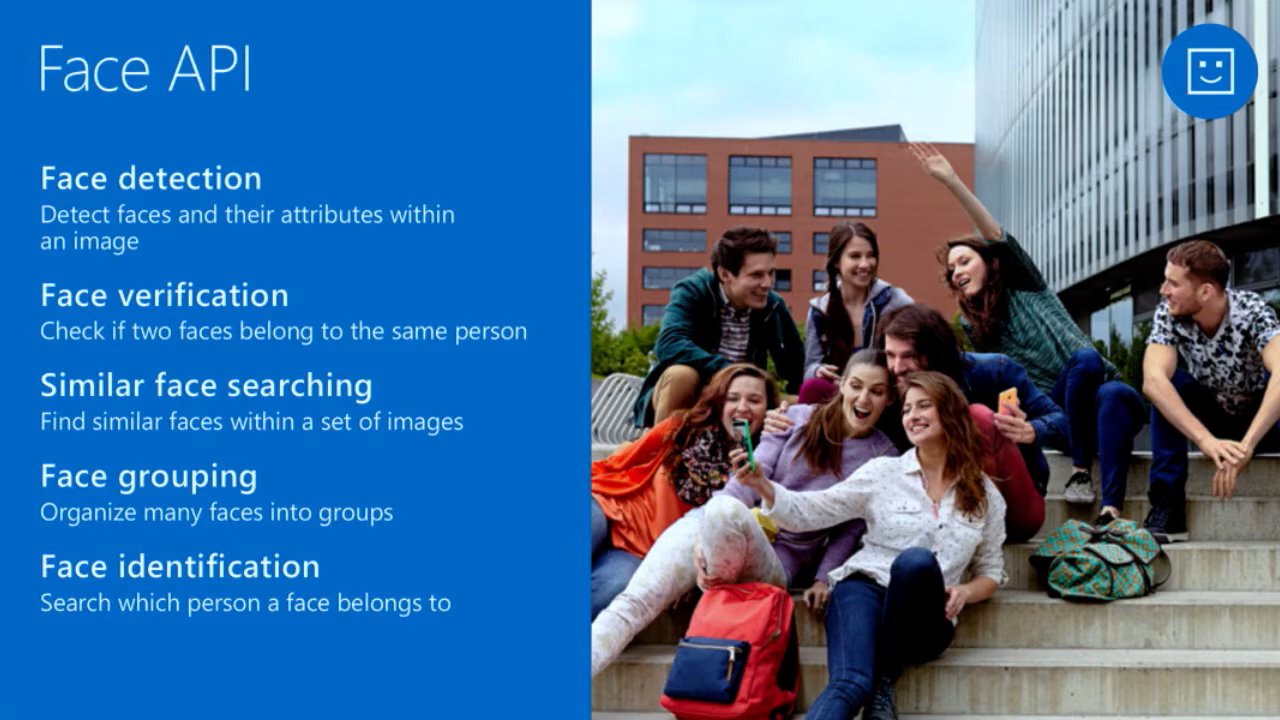 Face API
Face detection
Detect faces and their attributes within
an image
Face verification
Check if two faces belong to the same person
Similar face searching
Find similar faces within a set of images
Face grouping
Organize many faces into groups
Face identification
Search which person a face belongs to